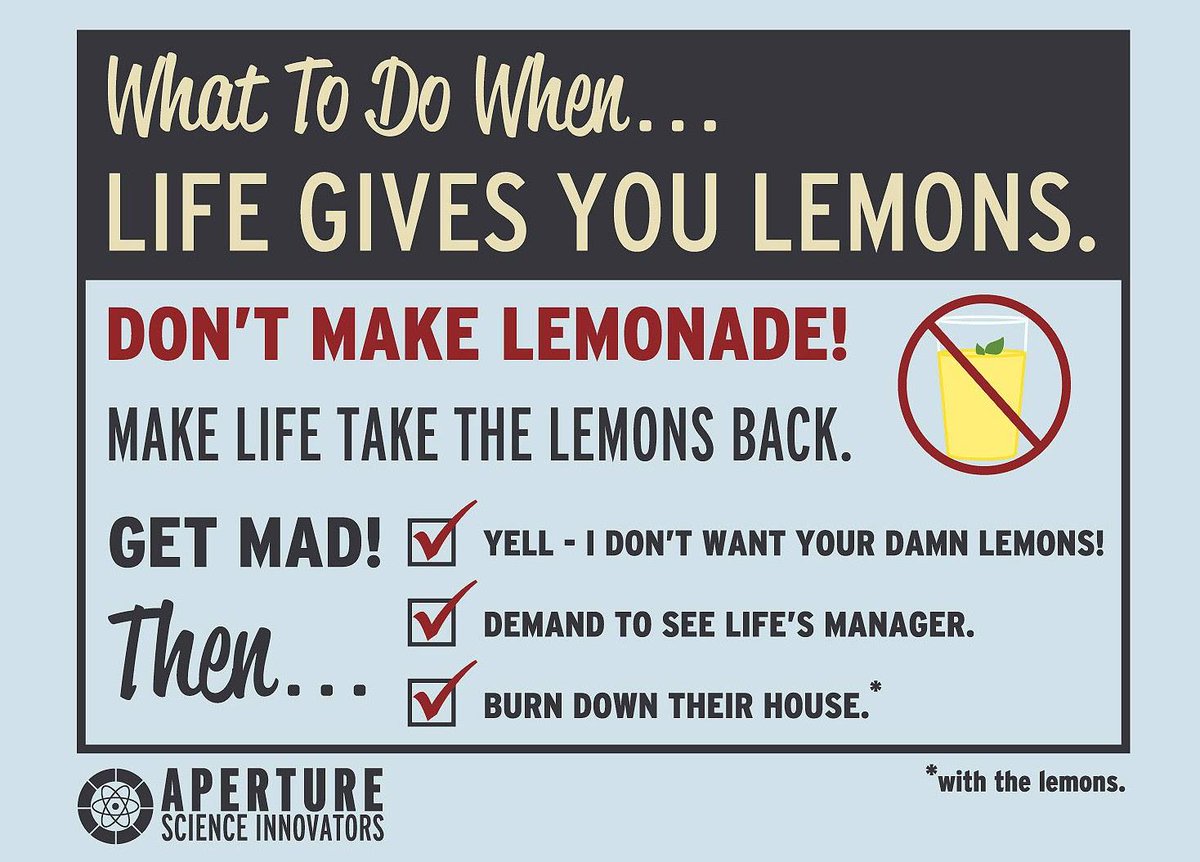 What To Do When...
LIFE GIVES YOU LEMONS.
DON'T MAKE LEMONADE!
MAKE LIFE TAKE THE LEMONS BACK.
GET MAD!
Then...
YELL - I DON'T WANT YOUR DAMN LEMONS!
DEMAND TO SEE LIFE'S MANAGER.
BURN DOWN THEIR HOUSE.*
*with the lemons.
APERTURE
SCIENCE INNOVATORS